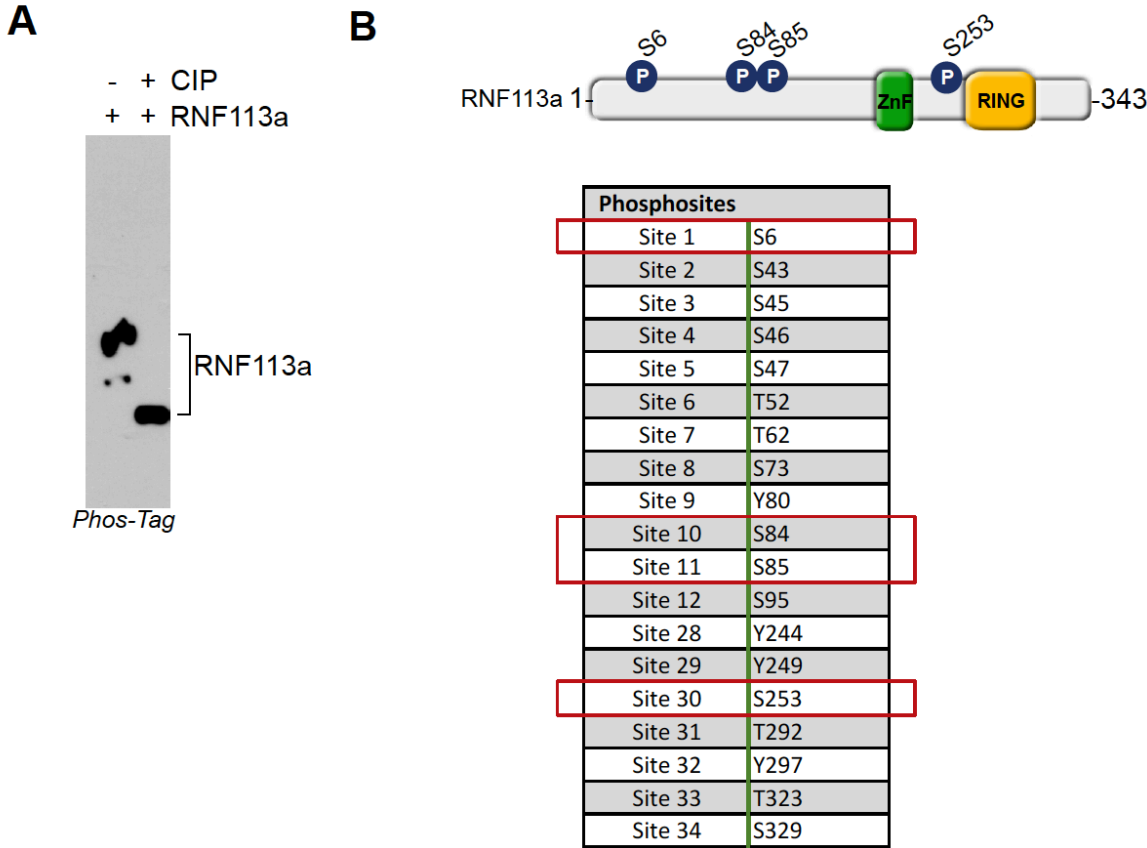 A
- + CIP
+ + RNF113a
RNF113a
Phos-Tag
B
S6 S84 S85 S253
P P P P
RNF113a 1- ZnF RING -343
Phosphosites
Site 1 S6
Site 2 S43
Site 3 S45
Site 4 S46
Site 5 S47
Site 6 T52
Site 7 T62
Site 8 S73
Site 9 Y80
Site 10 S84
Site 11 S85
Site 12 S95
Site 28 Y244
Site 29 Y249
Site 30 S253
Site 31 T292
Site 32 Y297
Site 33 T323
Site 34 S329